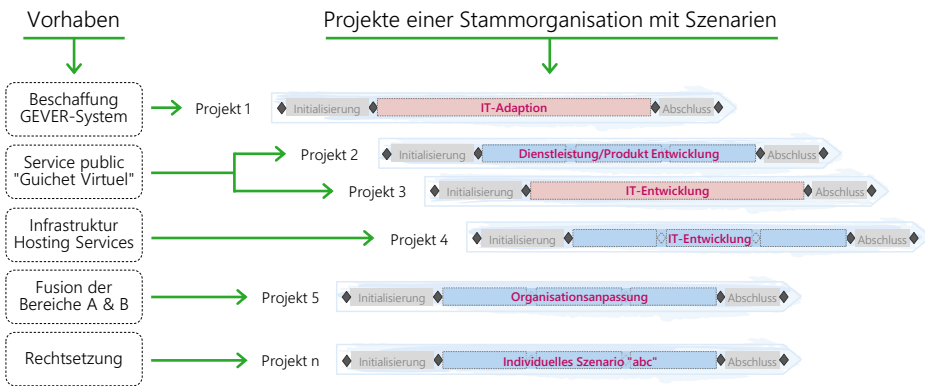 Vorhaben
Projekte einer Stammorganisation mit Szenarien
Beschaffung
GEVER-System
Projekt 1
Initialisierung
IT-Adaption
Abschluss
Service public
"Guichet Virtuel"
Projekt 2
Initialisierung
Dienstleistung/Produkt Entwicklung
Abschluss
Projekt 3
Initialisierung
IT-Entwicklung
Abschluss
Infrastruktur
Hosting Services
Projekt 4
Initialisierung
IT-Entwicklung
Abschluss
Fusion der
Bereiche A & B
Projekt 5
Initialisierung
Organisationsanpassung
Abschluss
Rechtsetzung
Projekt n
Initialisierung
Individuelles Szenario "abc"
Abschluss